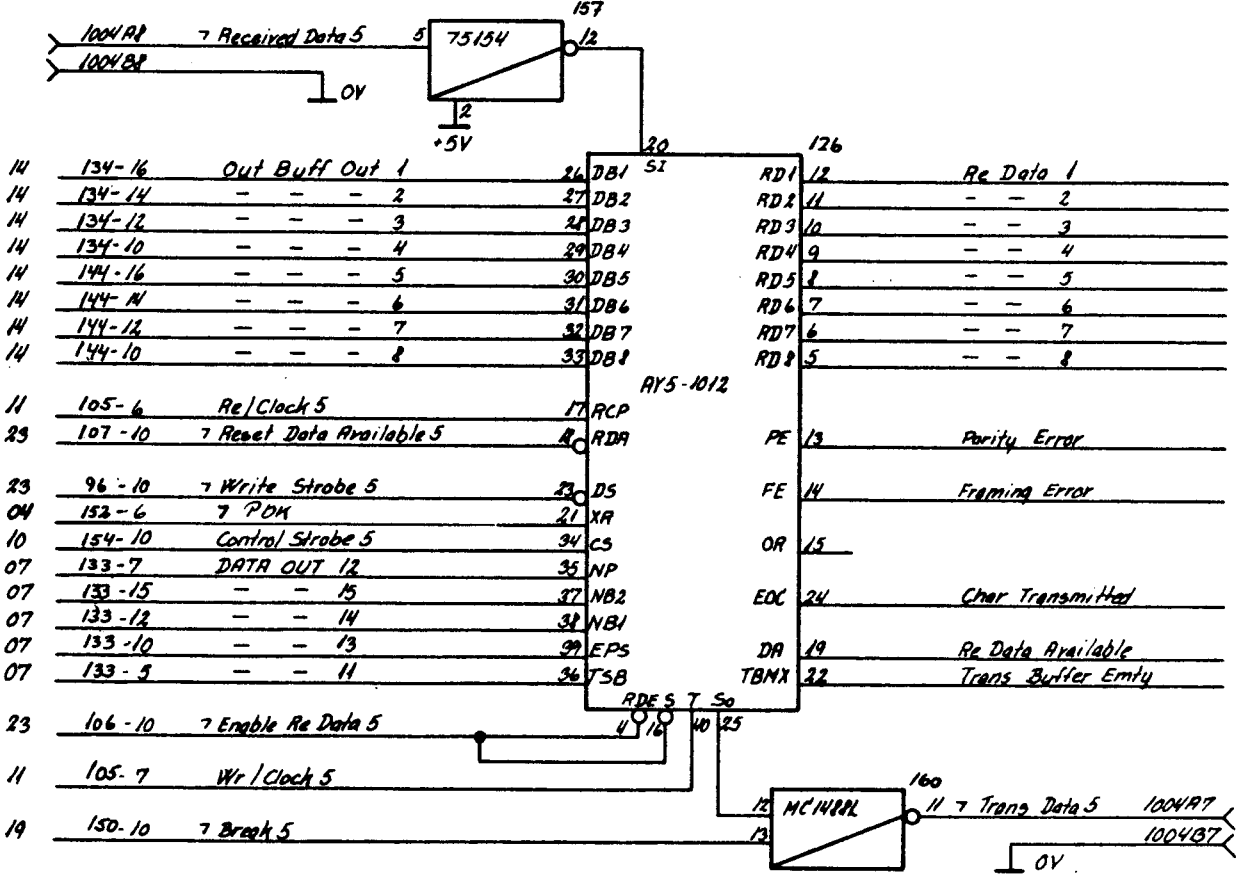 157
1004A8 ¬ Received Data 5 5 75154 12
1004B8
0V
2
+5V
20 126
SI
14 134-16 Out Buff Out 1 26 DB1 RD1 12 Re Data 1
14 134-14 — — — 2 27 DB2 RD2 11 — — 2
14 134-12 — — — 3 28 DB3 RD3 10 — — 3
14 134-10 — — — 4 29 DB4 RD4 9 — — 4
14 144-16 — — — 5 30 DB5 RD5 8 — — 5
14 144-14 — — — 6 31 DB6 RD6 7 — — 6
14 144-12 — — — 7 32 DB7 RD7 6 — — 7
14 144-10 — — — 8 33 DB8 RD8 5 — — 8
AY5-1012
11 105-6 Re/Clock 5 17 RCP
23 107-10 ¬ Reset Data Available 5 18 RDA PE 13 Parity Error
23 96-10 ¬ Write Strobe 5 23 DS FE 14 Framing Error
04 152-6 ¬ POK 21 XR
10 154-10 Control Strobe 5 34 CS OR 15
07 133-7 DATA OUT 12 35 NP
07 133-15 — — 15 37 NB2 EOC 24 Char Transmitted
07 133-12 — — 14 38 NB1
07 133-10 — — 13 39 EPS DA 19 Re Data Available
07 133-5 — — 11 36 TSB TBMX 22 Trans Buffer Emty
RDE S T So
23 106-10 ¬ Enable Re Data 5 4 16 40 25
11 105-7 Wr/Clock 5
160
12 MC1488L 11 ¬ Trans Data 5 1004A7
19 150-10 ¬ Break 5 13 1004B7
0V